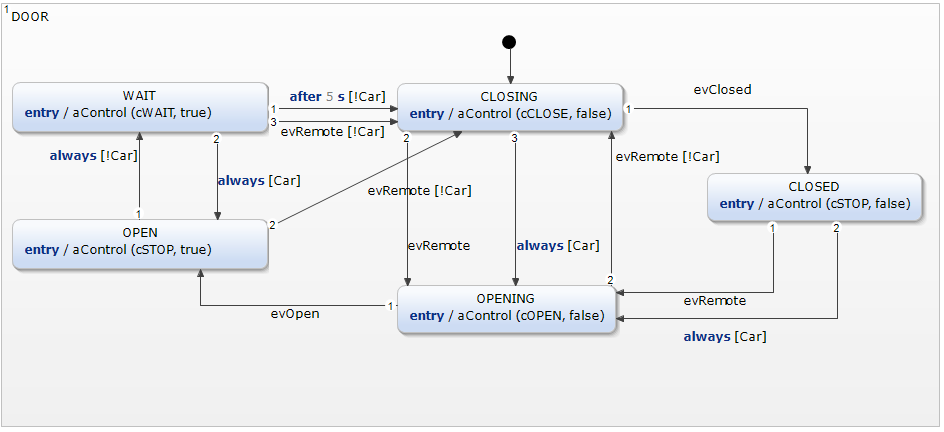 1
DOOR
WAIT
entry / aControl (cWAIT, true)
1
after 5 s [!Car]
3
evRemote [!Car]
CLOSING
entry / aControl (cCLOSE, false)
1
evClosed
2
3
2
always [!Car]
always [Car]
evRemote [!Car]
evRemote [!Car]
CLOSED
entry / aControl (cSTOP, false)
1
2
1
OPEN
entry / aControl (cSTOP, true)
2
evRemote
always [Car]
2
OPENING
entry / aControl (cOPEN, false)
1
evOpen
evRemote
always [Car]